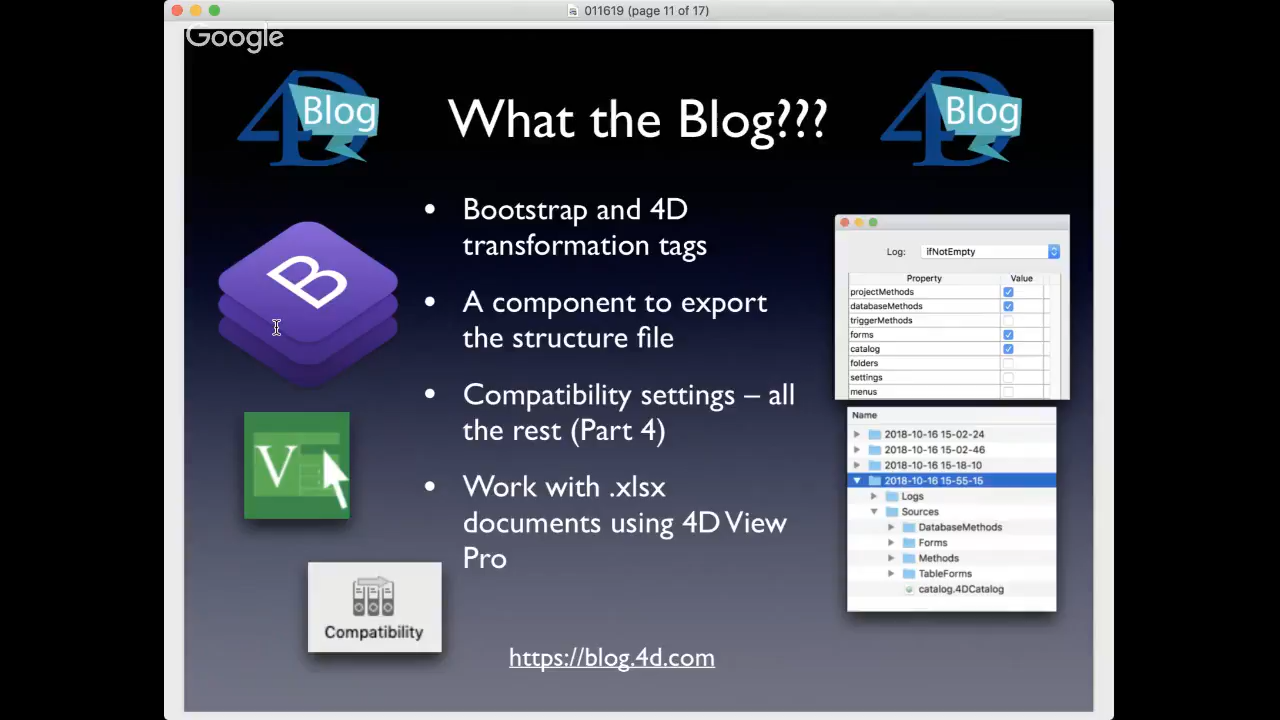 011619 (page 11 of 17)
Google
4D Blog
What the Blog???
4D Blog
• Bootstrap and 4D
transformation tags
• A component to export
the structure file
• Compatibility settings – all
the rest (Part 4)
• Work with .xlsx
documents using 4D View
Pro
https://blog.4d.com
B
V
Compatibility
Log: ifNotEmpty
Property Value
projectMethods
databaseMethods
triggerMethods
forms
catalog
folders
settings
menus
Name
2018-10-16 15-02-24
2018-10-16 15-02-46
2018-10-16 15-18-10
2018-10-16 15-55-15
Logs
Sources
DatabaseMethods
Forms
Methods
TableForms
catalog.4DCatalog